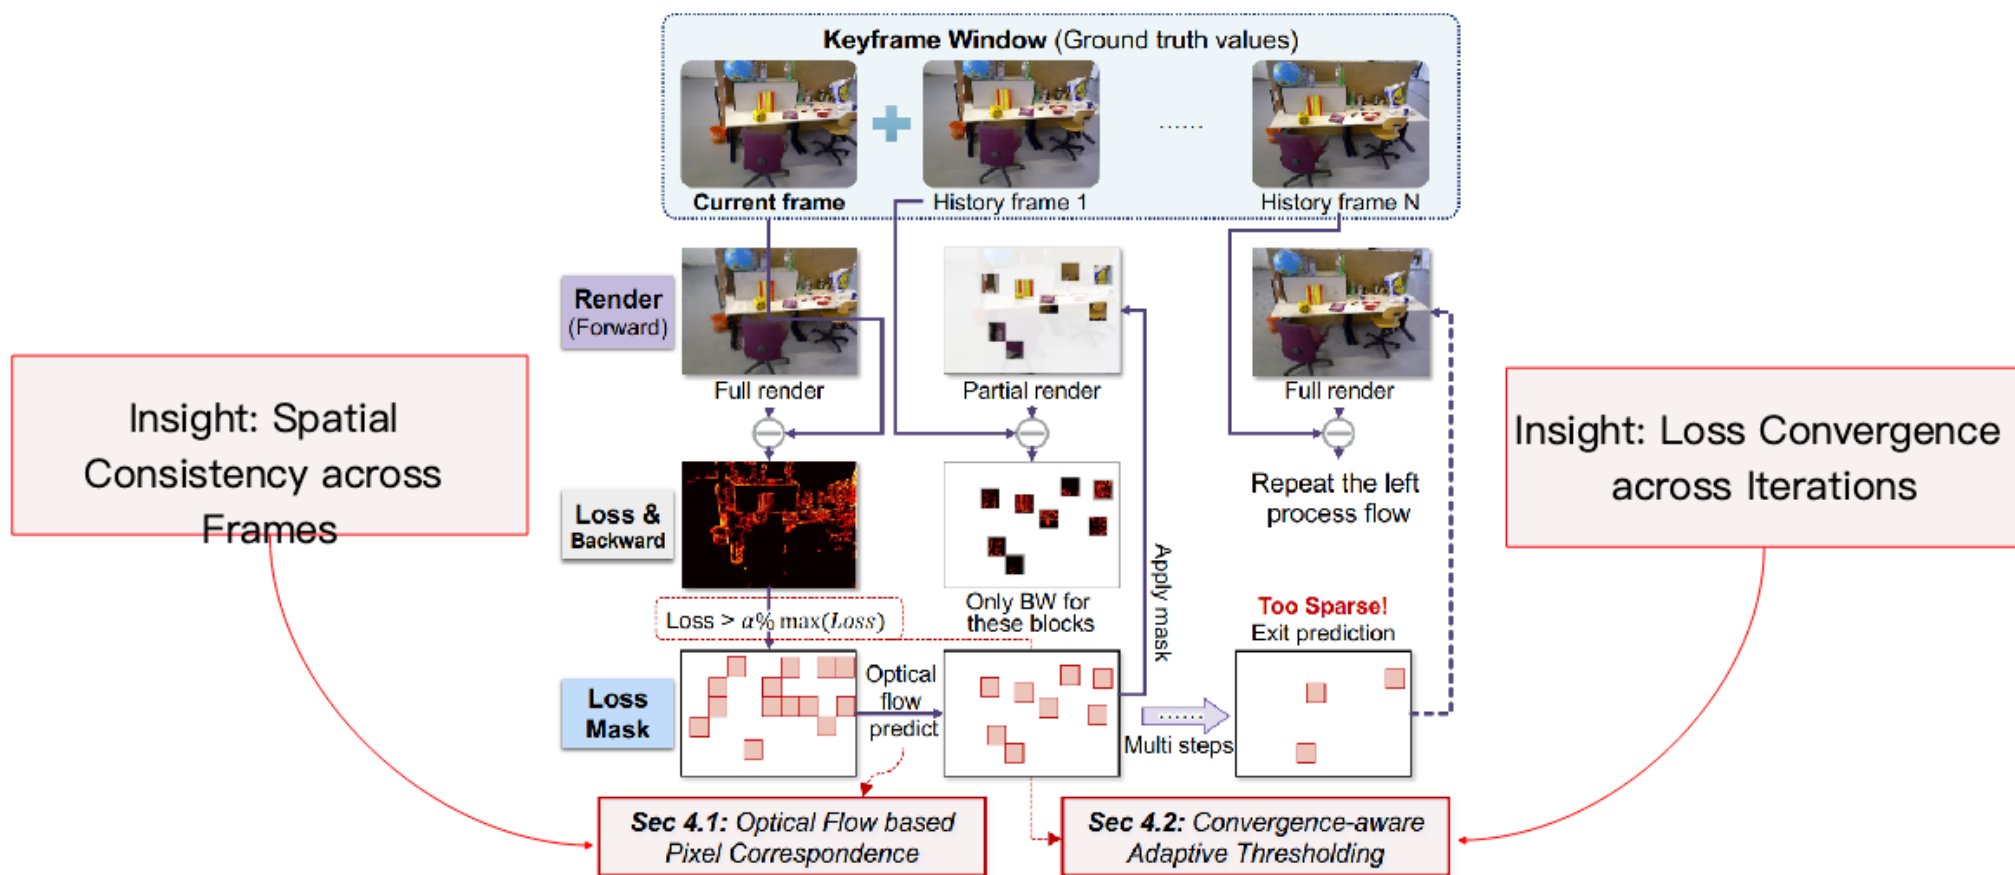 Keyframe Window (Ground truth values)
Current frame
History frame 1
......
History frame N
Render
(Forward)
Full render
Partial render
Full render
Insight: Spatial
Consistency across
Frames
Insight: Loss Convergence
across Iterations
Loss &
Backward
Repeat the left
process flow
Only BW for
these blocks
Apply mask
Loss > α% max(Loss)
Too Sparse!
Exit prediction
Loss
Mask
Optical
flow
predict
......
Multi steps
Sec 4.1: Optical Flow based
Pixel Correspondence
Sec 4.2: Convergence-aware
Adaptive Thresholding